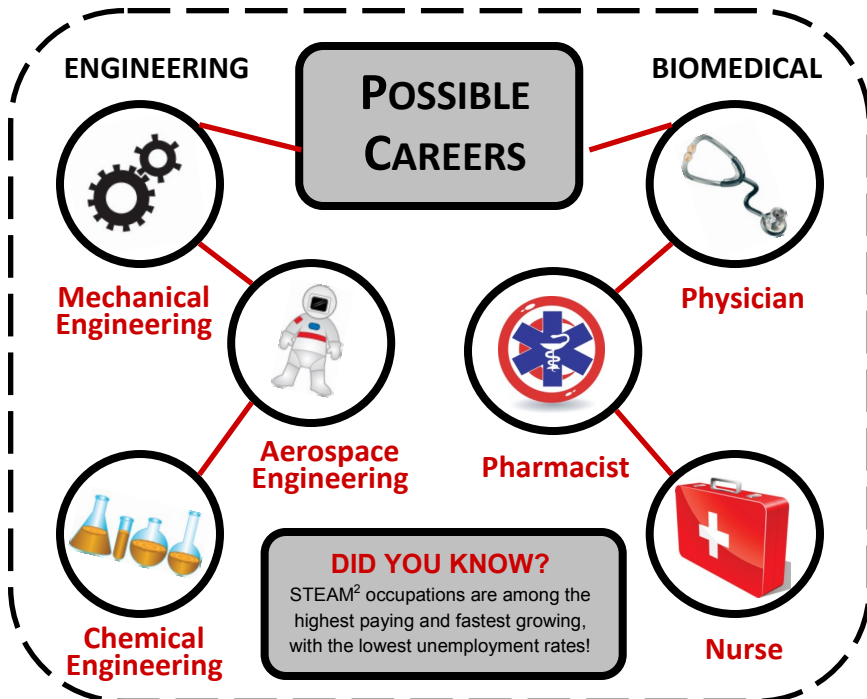 ENGINEERING
POSSIBLE
CAREERS
BIOMEDICAL
Mechanical
Engineering
Physician
Aerospace
Engineering
Pharmacist
Chemical
Engineering
DID YOU KNOW?
STEAM² occupations are among the
highest paying and fastest growing,
with the lowest unemployment rates!
Nurse